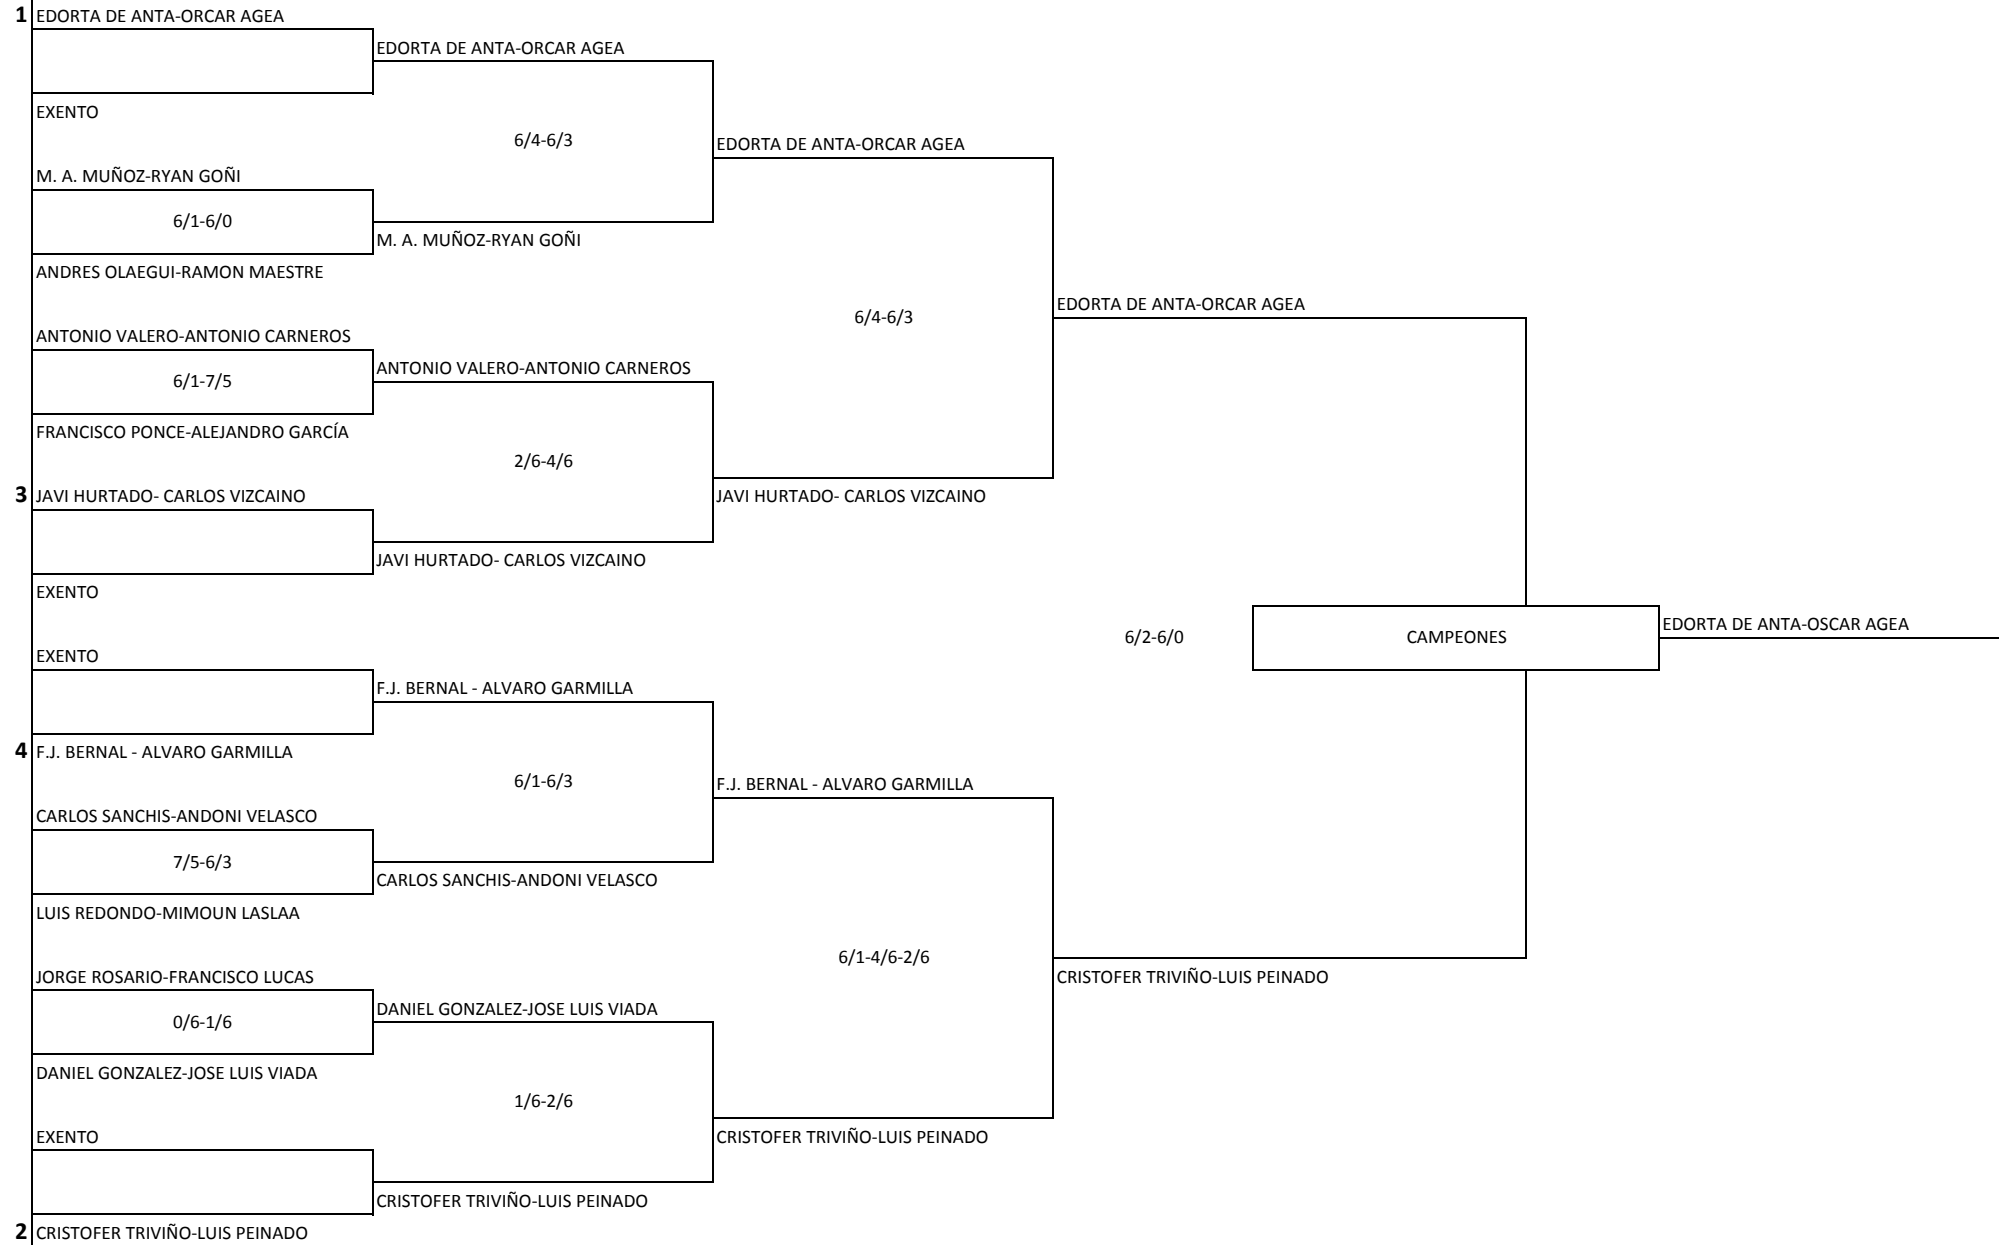 1 EDORTA DE ANTA-ORCAR AGEA
EDORTA DE ANTA-ORCAR AGEA
EXENTO
6/4-6/3
EDORTA DE ANTA-ORCAR AGEA
M. A. MUÑOZ-RYAN GOÑI
6/1-6/0
M. A. MUÑOZ-RYAN GOÑI
ANDRES OLAEGUI-RAMON MAESTRE
EDORTA DE ANTA-ORCAR AGEA
6/4-6/3
ANTONIO VALERO-ANTONIO CARNEROS
ANTONIO VALERO-ANTONIO CARNEROS
6/1-7/5
FRANCISCO PONCE-ALEJANDRO GARCÍA
2/6-4/6
3 JAVI HURTADO- CARLOS VIZCAINO
JAVI HURTADO- CARLOS VIZCAINO
JAVI HURTADO- CARLOS VIZCAINO
EXENTO
EDORTA DE ANTA-OSCAR AGEA
6/2-6/0
CAMPEONES
EXENTO
F.J. BERNAL - ALVARO GARMILLA
4 F.J. BERNAL - ALVARO GARMILLA
6/1-6/3
F.J. BERNAL - ALVARO GARMILLA
CARLOS SANCHIS-ANDONI VELASCO
7/5-6/3
CARLOS SANCHIS-ANDONI VELASCO
LUIS REDONDO-MIMOUN LASLAA
6/1-4/6-2/6
JORGE ROSARIO-FRANCISCO LUCAS
CRISTOFER TRIVIÑO-LUIS PEINADO
DANIEL GONZALEZ-JOSE LUIS VIADA
0/6-1/6
DANIEL GONZALEZ-JOSE LUIS VIADA
1/6-2/6
EXENTO
CRISTOFER TRIVIÑO-LUIS PEINADO
CRISTOFER TRIVIÑO-LUIS PEINADO
2 CRISTOFER TRIVIÑO-LUIS PEINADO